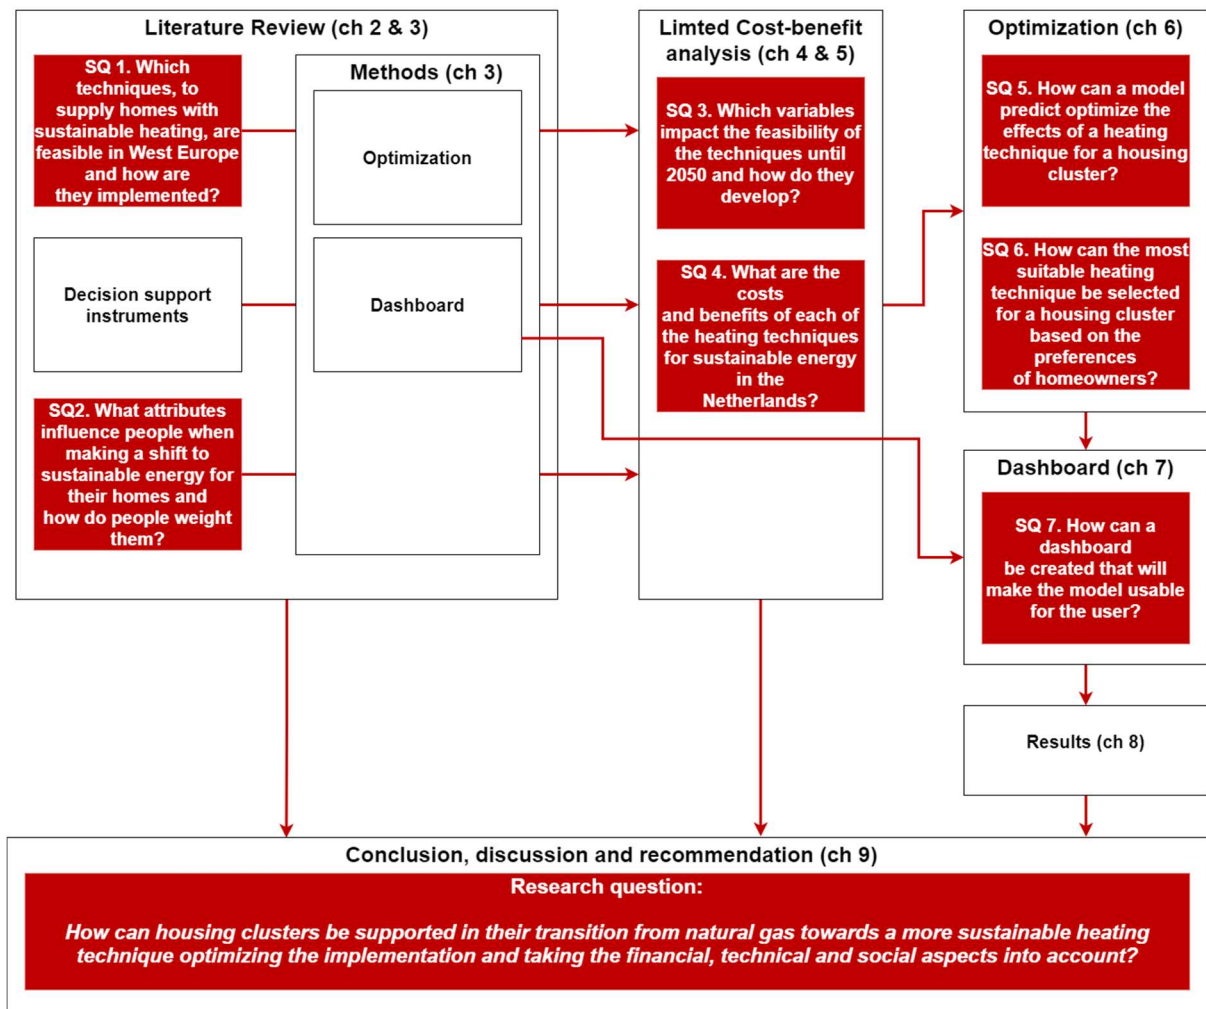 Literature Review (ch 2 & 3)
SQ 1. Which
techniques, to
supply homes with
sustainable heating, are
feasible in West Europe
and how are
they implemented?
Decision support
instruments
SQ2. What attributes
influence people when
making a shift to
sustainable energy for
their homes and
how do people weight
them?
Methods (ch 3)
Optimization
Dashboard
Limted Cost-benefit
analysis (ch 4 & 5)
SQ 3. Which variables
impact the feasibility of
the techniques until
2050 and how do they
develop?
SQ 4. What are the
costs
and benefits of each of
the heating techniques
for sustainable energy
in the
Netherlands?
Optimization (ch 6)
SQ 5. How can a model
predict optimize the
effects of a heating
technique for a housing
cluster?
SQ 6. How can the most
suitable heating
technique be selected
for a housing cluster
based on the
preferences
of homeowners?
Dashboard (ch 7)
SQ 7. How can a
dashboard
be created that will
make the model usable
for the user?
Results (ch 8)
Conclusion, discussion and recommendation (ch 9)
Research question:
How can housing clusters be supported in their transition from natural gas towards a more sustainable heating
technique optimizing the implementation and taking the financial, technical and social aspects into account?